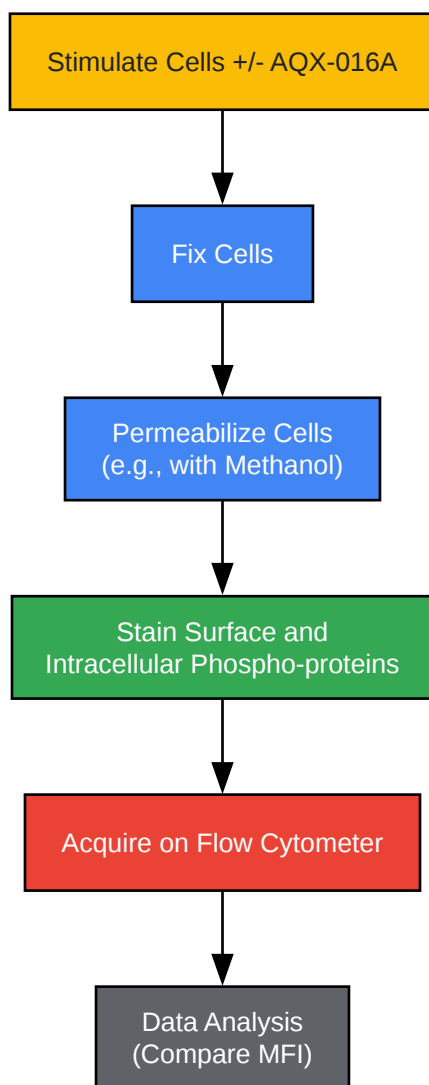 Stimulate Cells +/- AQX-016A
Fix Cells
Permeabilize Cells
(e.g., with Methanol)
Stain Surface and
Intracellular Phospho-proteins
Acquire on Flow Cytometer
Data Analysis
(Compare MFI)